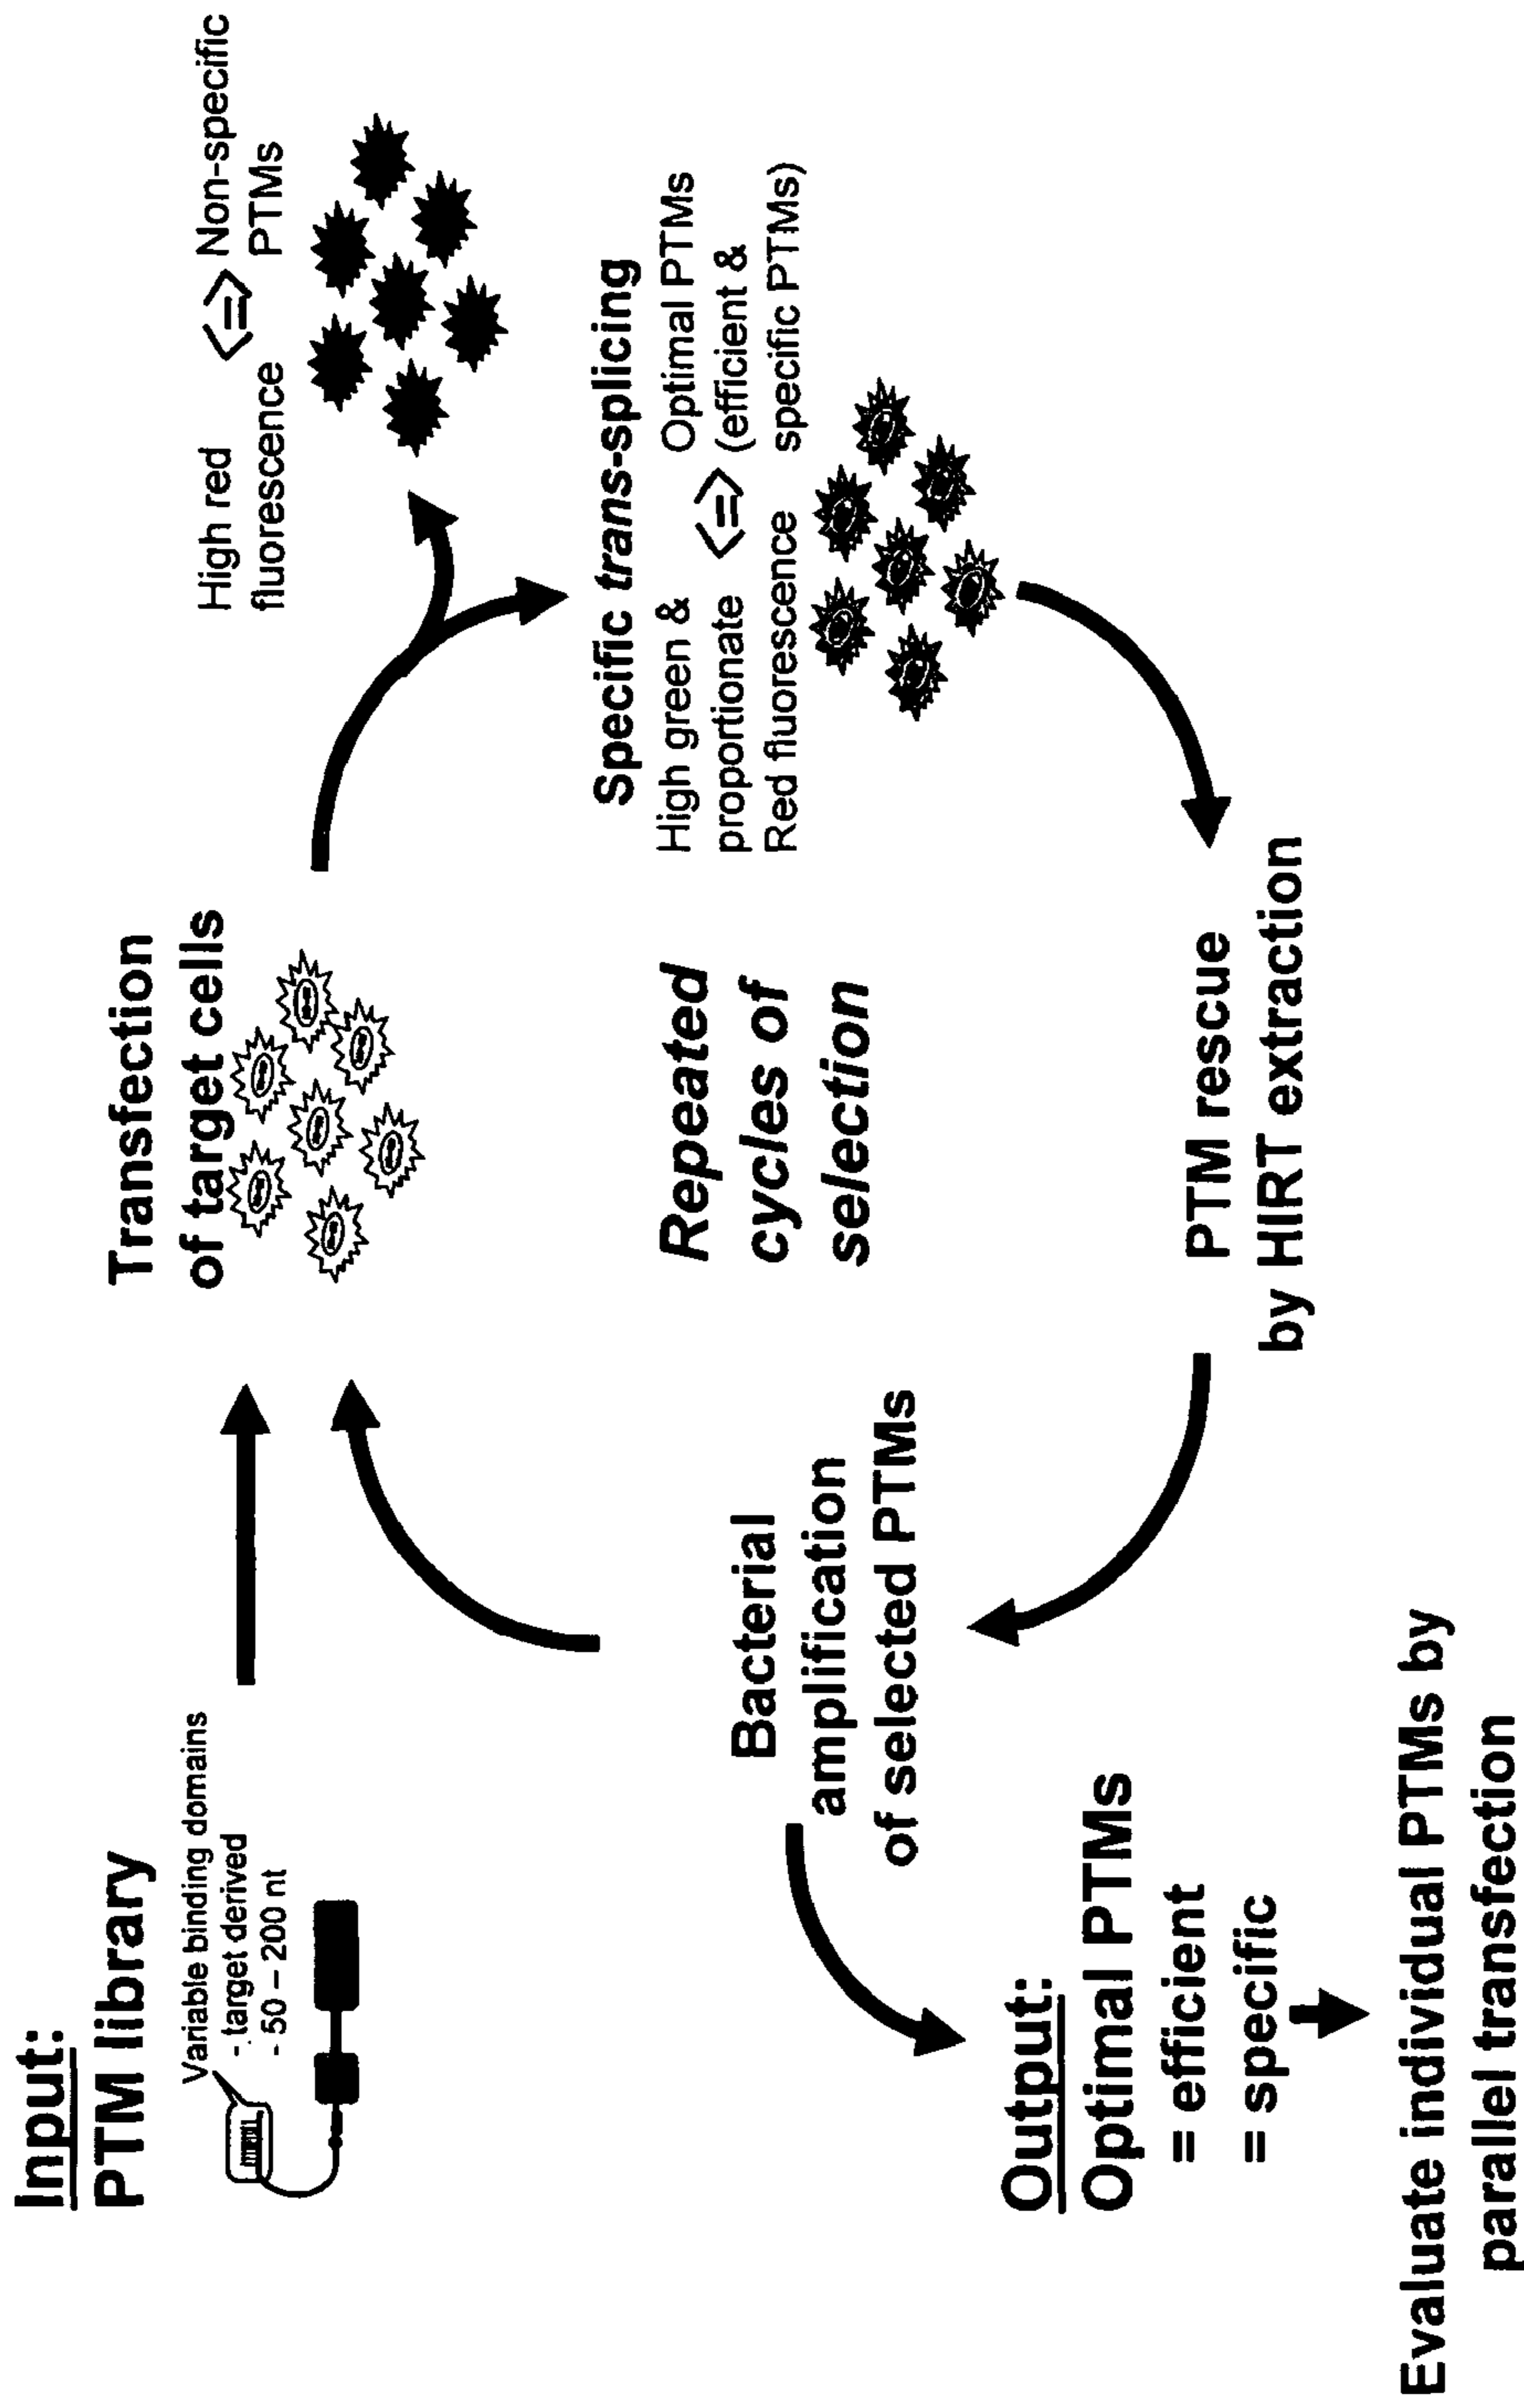 Input:
PTM library
Variable binding domains
- target derived
- 50 – 200 nt
Transfection
of target cells
High red
fluorescence
<=>
Non-specific
PTMs
Specific trans-splicing
High green &
proportionate
Red fluorescence
<=>
Optimal PTMs
(efficient &
specific PTMs)
Repeated
cycles of
selection
PTM rescue
by HIRT extraction
Bacterial
amplification
of selected PTMs
Output:
Optimal PTMs
= efficient
= specific
Evaluate individual PTMs by
parallel transfection